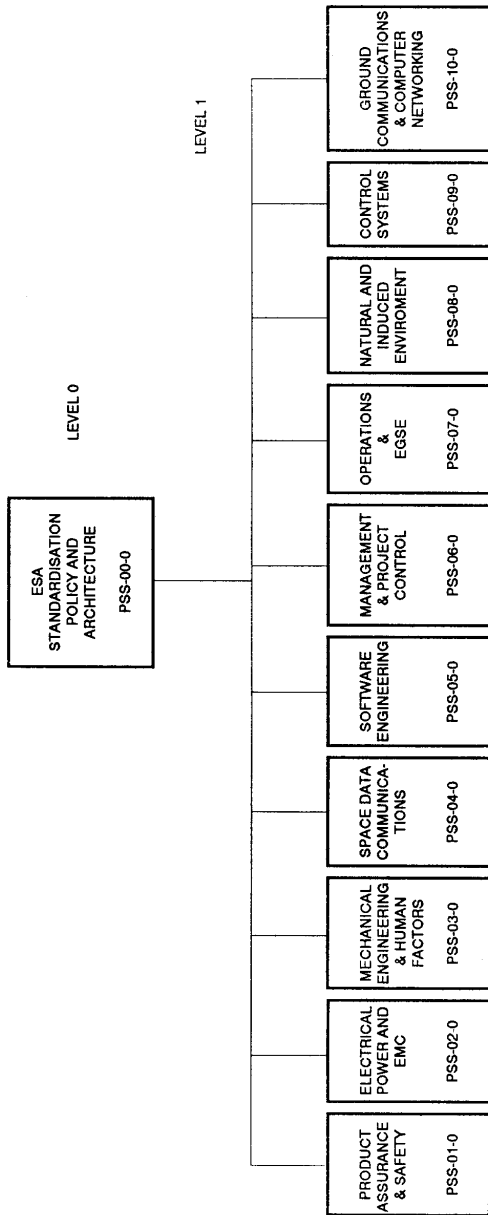 ESA
STANDARDISATION
POLICY AND
ARCHITECTURE
PSS-00-0
LEVEL 0
LEVEL 1
PRODUCT
ASSURANCE
& SAFETY
PSS-01-0
ELECTRICAL
POWER AND
EMC
PSS-02-0
MECHANICAL
ENGINEERING
& HUMAN
FACTORS
PSS-03-0
SPACE DATA
COMMUNICA-
TIONS
PSS-04-0
SOFTWARE
ENGINEERING
PSS-05-0
MANAGEMENT
& PROJECT
CONTROL
PSS-06-0
OPERATIONS
&
EGSE
PSS-07-0
NATURAL AND
INDUCED
ENVIROMENT
PSS-08-0
CONTROL
SYSTEMS
PSS-09-0
GROUND
COMMUNICATIONS
& COMPUTER
NETWORKING
PSS-10-0